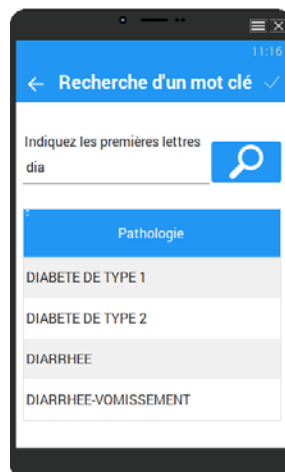 11:16
Recherche d'un mot clé
Indiquez les premières lettres
dia
Pathologie
DIABETE DE TYPE 1
DIABETE DE TYPE 2
DIARRHEE
DIARRHEE-VOMISSEMENT